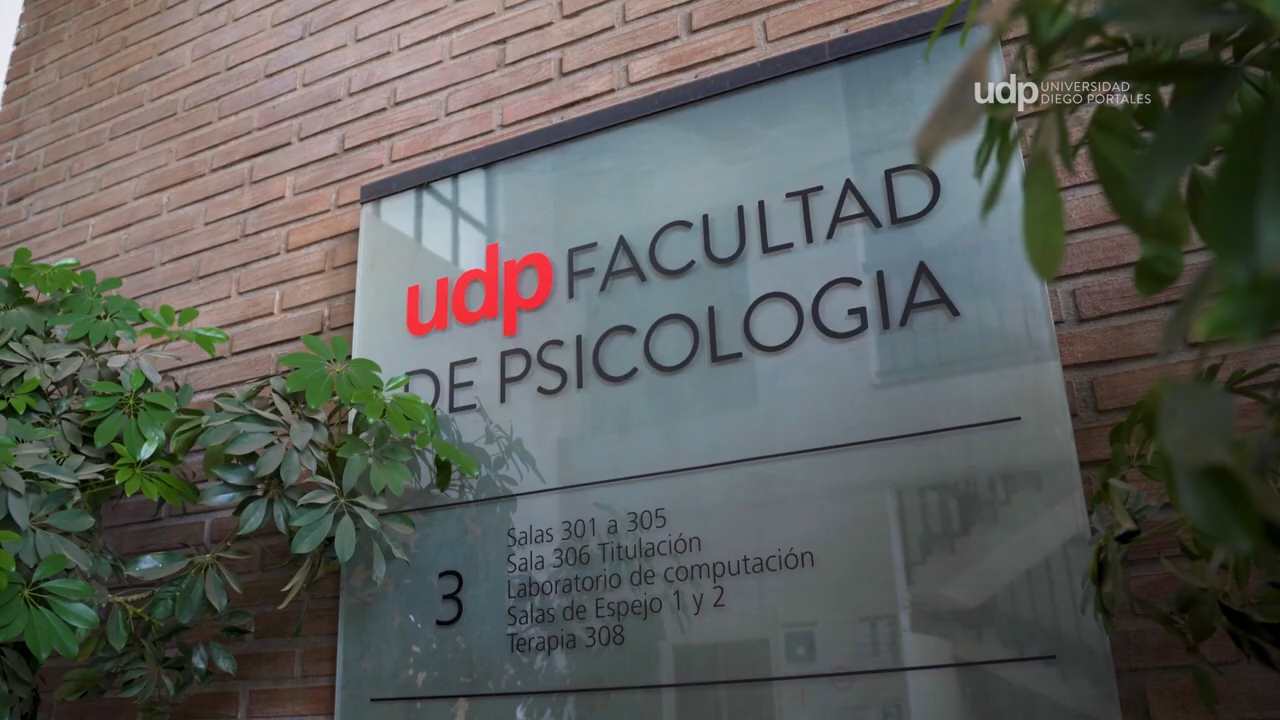 udp UNIVERSIDAD
DIEGO PORTALES
udp FACULTAD
DE PSICOLOGIA
3
Salas 301 a 305
Sala 306 Titulación
Laboratorio de computación
Salas de Espejo 1 y 2
Terapia 308